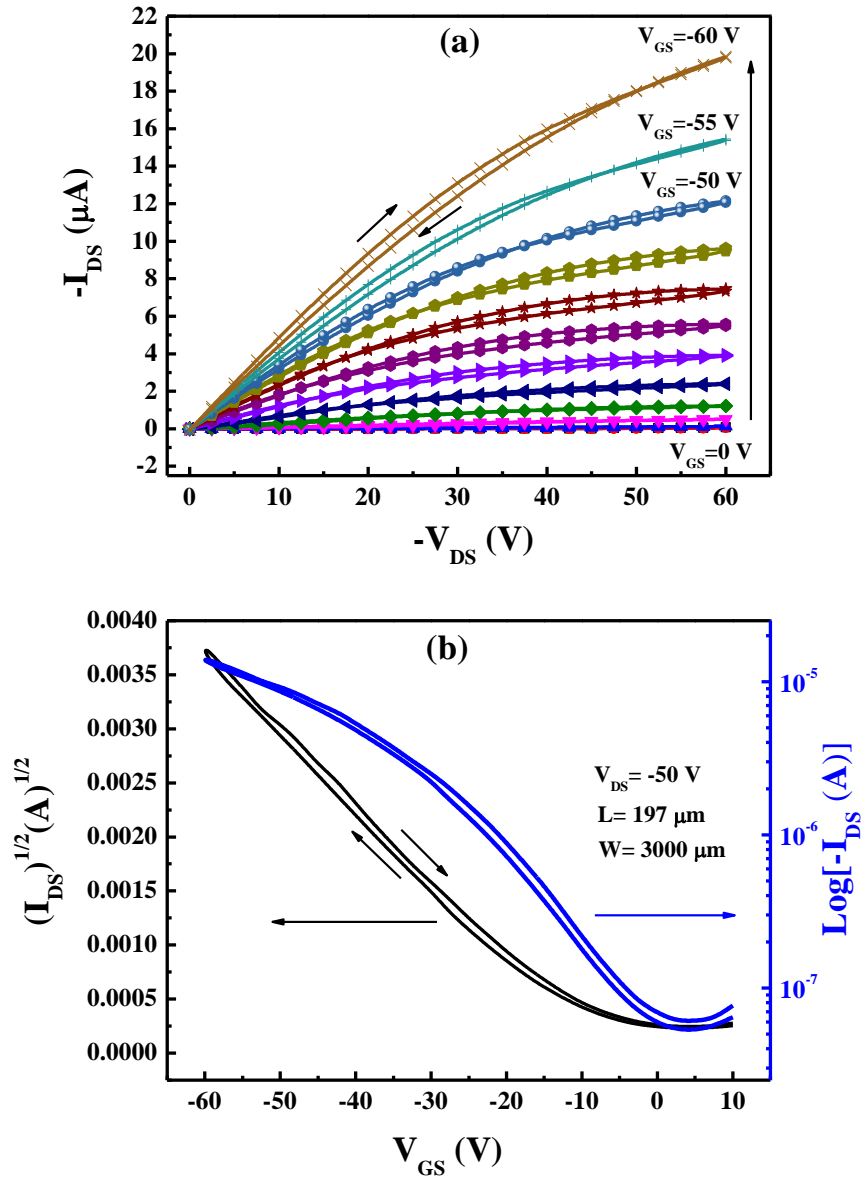 (a)
V_GS=-60 V
V_GS=-55 V
V_GS=-50 V
V_GS=0 V
22
20
18
16
14
12
10
8
6
4
2
0
-2
-I_DS (μA)
0 10 20 30 40 50 60
-V_DS (V)
(b)
0.0040
0.0035
0.0030
0.0025
0.0020
0.0015
0.0010
0.0005
0.0000
(I_DS)^1/2(A)^1/2
V_DS= -50 V
L= 197 μm
W= 3000 μm
10^-5
10^-6
10^-7
Log[-I_DS (A)]
-60 -50 -40 -30 -20 -10 0 10
V_GS (V)